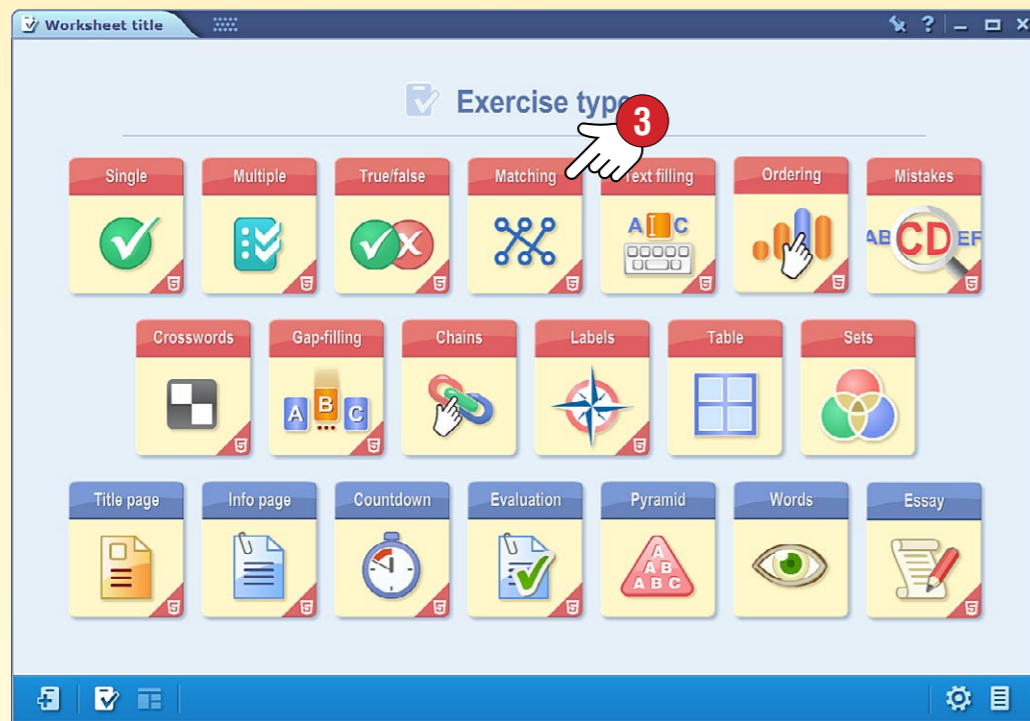 Worksheet title
?
Exercise type
3
Single Multiple True/false Matching Text filling Ordering Mistakes
A C
AB CD EF
Crosswords Gap-filling Chains Labels Table Sets
A B C
Title page Info page Countdown Evaluation Pyramid Words Essay
A
A B
A B C